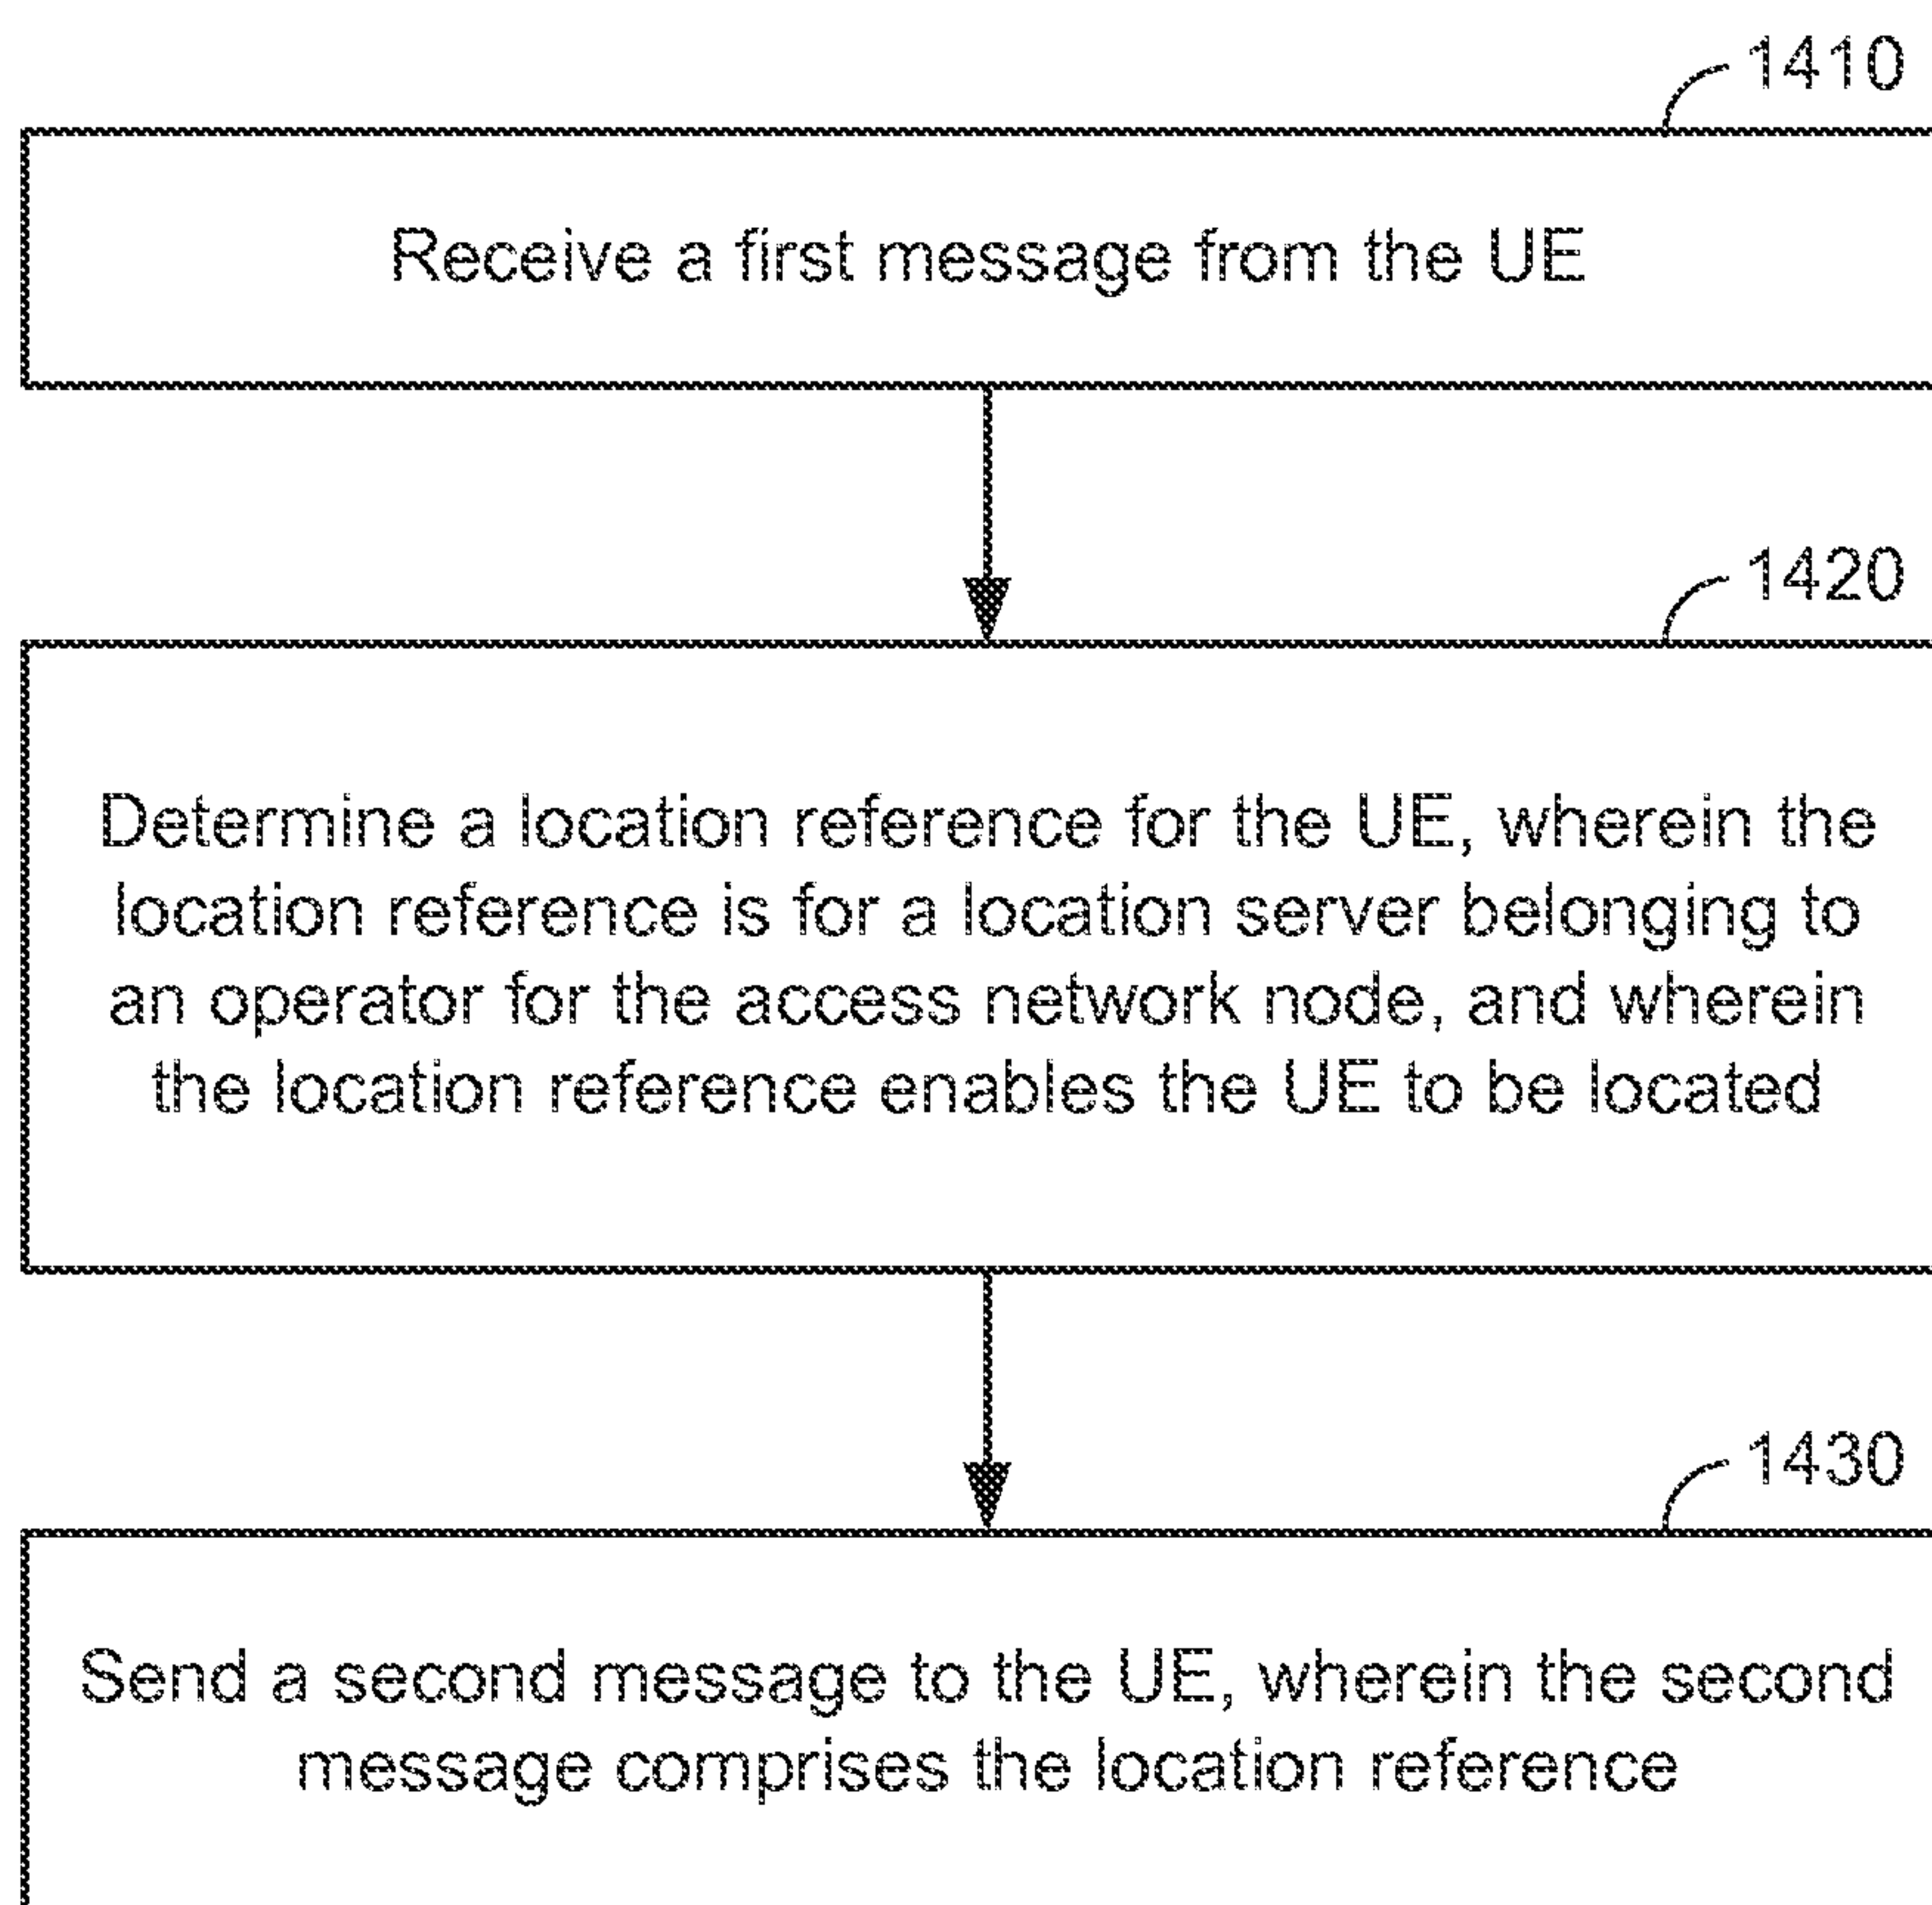 1410
Receive a first message from the UE
1420
Determine a location reference for the UE, wherein the
location reference is for a location server belonging to
an operator for the access network node, and wherein
the location reference enables the UE to be located
1430
Send a second message to the UE, wherein the second
message comprises the location reference